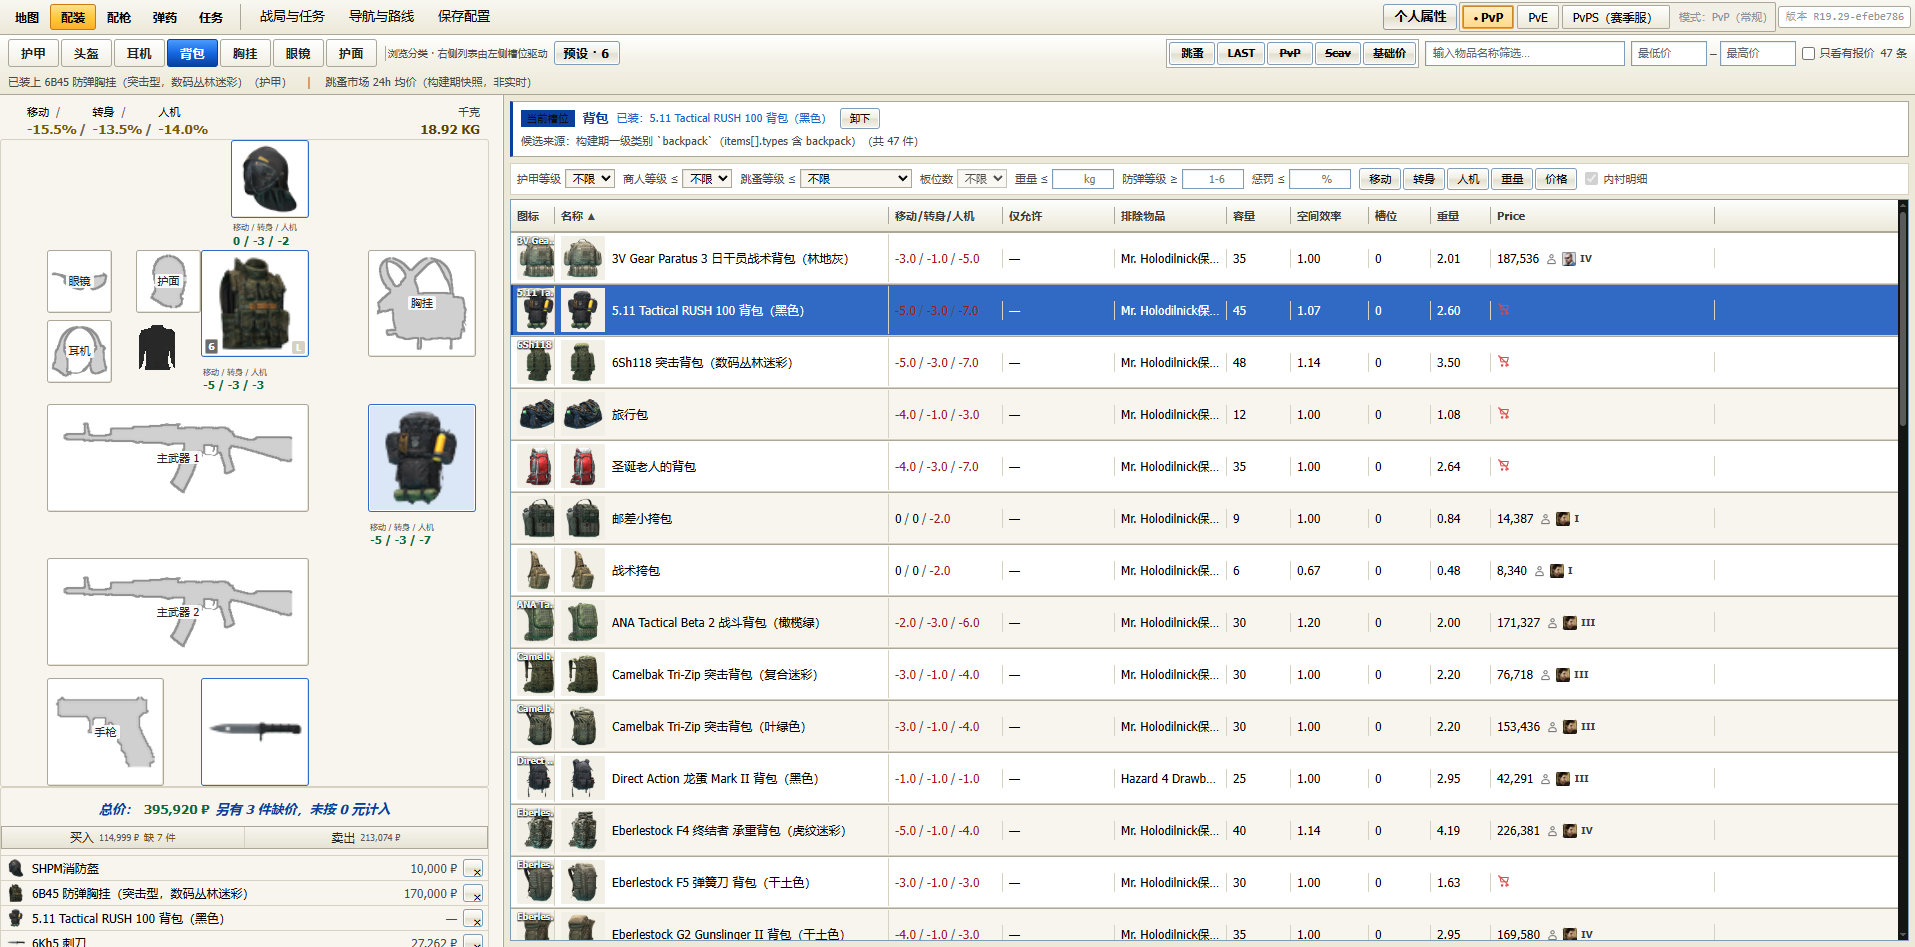 地图 配装 配枪 弹药 任务 战局与任务 导航与路线 保存配置 个人属性 • PvP PvE PvPS（赛季服） 模式：PvP（常规） 版本 R19.29-efebe786
护甲 头盔 耳机 背包 胸挂 眼镜 护面 浏览分类 · 右侧列表由左侧槽位驱动 预设 · 6 跳蚤 LAST PvP Scav 基础价 输入物品名称筛选... 最低价 – 最高价 只看有报价 47 条
已装上 6B45 防弹胸挂（突击型，数码丛林迷彩）（护甲） | 跳蚤市场 24h 均价（构建期快照，非实时）
移动 / 转身 / 人机 千克
-15.5% / -13.5% / -14.0% 18.92 KG
移动 / 转身 / 人机
0 / -3 / -2
眼镜
护面
胸挂
耳机
6 L
移动 / 转身 / 人机
-5 / -3 / -3
主武器 1
移动 / 转身 / 人机
-5 / -3 / -7
主武器 2
手枪
总价： 395,920 ₽ 另有 3 件缺价，未按 0 元计入
买入 114,999 ₽ 缺 7 件 卖出 213,074 ₽
SHPM消防盔 10,000 ₽ ×
6B45 防弹胸挂（突击型，数码丛林迷彩） 170,000 ₽ ×
5.11 Tactical RUSH 100 背包（黑色） — ×
6Kh5 刺刀 27,262 ₽ ×
当前槽位 背包 已装：5.11 Tactical RUSH 100 背包（黑色） 卸下
候选来源：构建期一级类别 `backpack`（items[].types 含 backpack）（共 47 件）
护甲等级 不限 商人等级 ≤ 不限 跳蚤等级 ≤ 不限 板位数 不限 重量 ≤ kg 防弹等级 ≥ 1-6 惩罚 ≤ % 移动 转身 人机 重量 价格 内衬明细
图标 名称 ▲ 移动/转身/人机 仅允许 排除物品 容量 空间效率 槽位 重量 Price
3V Gea.. 3V Gear Paratus 3 日干员战术背包（林地灰） -3.0 / -1.0 / -5.0 — Mr. Holodilnick保... 35 1.00 0 2.01 187,536 IV
5.11 Ta.. 5.11 Tactical RUSH 100 背包（黑色） -5.0 / -3.0 / -7.0 — Mr. Holodilnick保... 45 1.07 0 2.60
6Sh118 6Sh118 突击背包（数码丛林迷彩） -5.0 / -3.0 / -7.0 — Mr. Holodilnick保... 48 1.14 0 3.50
旅行包 -4.0 / -1.0 / -3.0 — Mr. Holodilnick保... 12 1.00 0 1.08
圣诞老人的背包 -4.0 / -3.0 / -7.0 — Mr. Holodilnick保... 35 1.00 0 2.64
邮差小挎包 0 / 0 / -2.0 — Mr. Holodilnick保... 9 1.00 0 0.84 14,387 I
战术挎包 0 / 0 / -2.0 — Mr. Holodilnick保... 6 0.67 0 0.48 8,340 I
ANA Ta.. ANA Tactical Beta 2 战斗背包（橄榄绿） -2.0 / -3.0 / -6.0 — Mr. Holodilnick保... 30 1.20 0 2.00 171,327 III
Camelb.. Camelbak Tri-Zip 突击背包（复合迷彩） -3.0 / -1.0 / -4.0 — Mr. Holodilnick保... 30 1.00 0 2.20 76,718 III
Camelb.. Camelbak Tri-Zip 突击背包（叶绿色） -3.0 / -1.0 / -4.0 — Mr. Holodilnick保... 30 1.00 0 2.20 153,436 III
Direct .. Direct Action 龙蛋 Mark II 背包（黑色） -1.0 / -1.0 / -1.0 — Hazard 4 Drawb... 25 1.00 0 2.95 42,291 III
Eberles.. Eberlestock F4 终结者 承重背包（虎纹迷彩） -5.0 / -1.0 / -4.0 — Mr. Holodilnick保... 40 1.14 0 4.19 226,381 IV
Eberles.. Eberlestock F5 弹簧刀 背包（干土色） -3.0 / -1.0 / -3.0 — Mr. Holodilnick保... 30 1.00 0 1.63
Eberles.. Eberlestock G2 Gunslinger II 背包（干土色） -4.0 / -1.0 / -3.0 — Mr. Holodilnick保... 35 1.00 0 2.95 169,580 IV